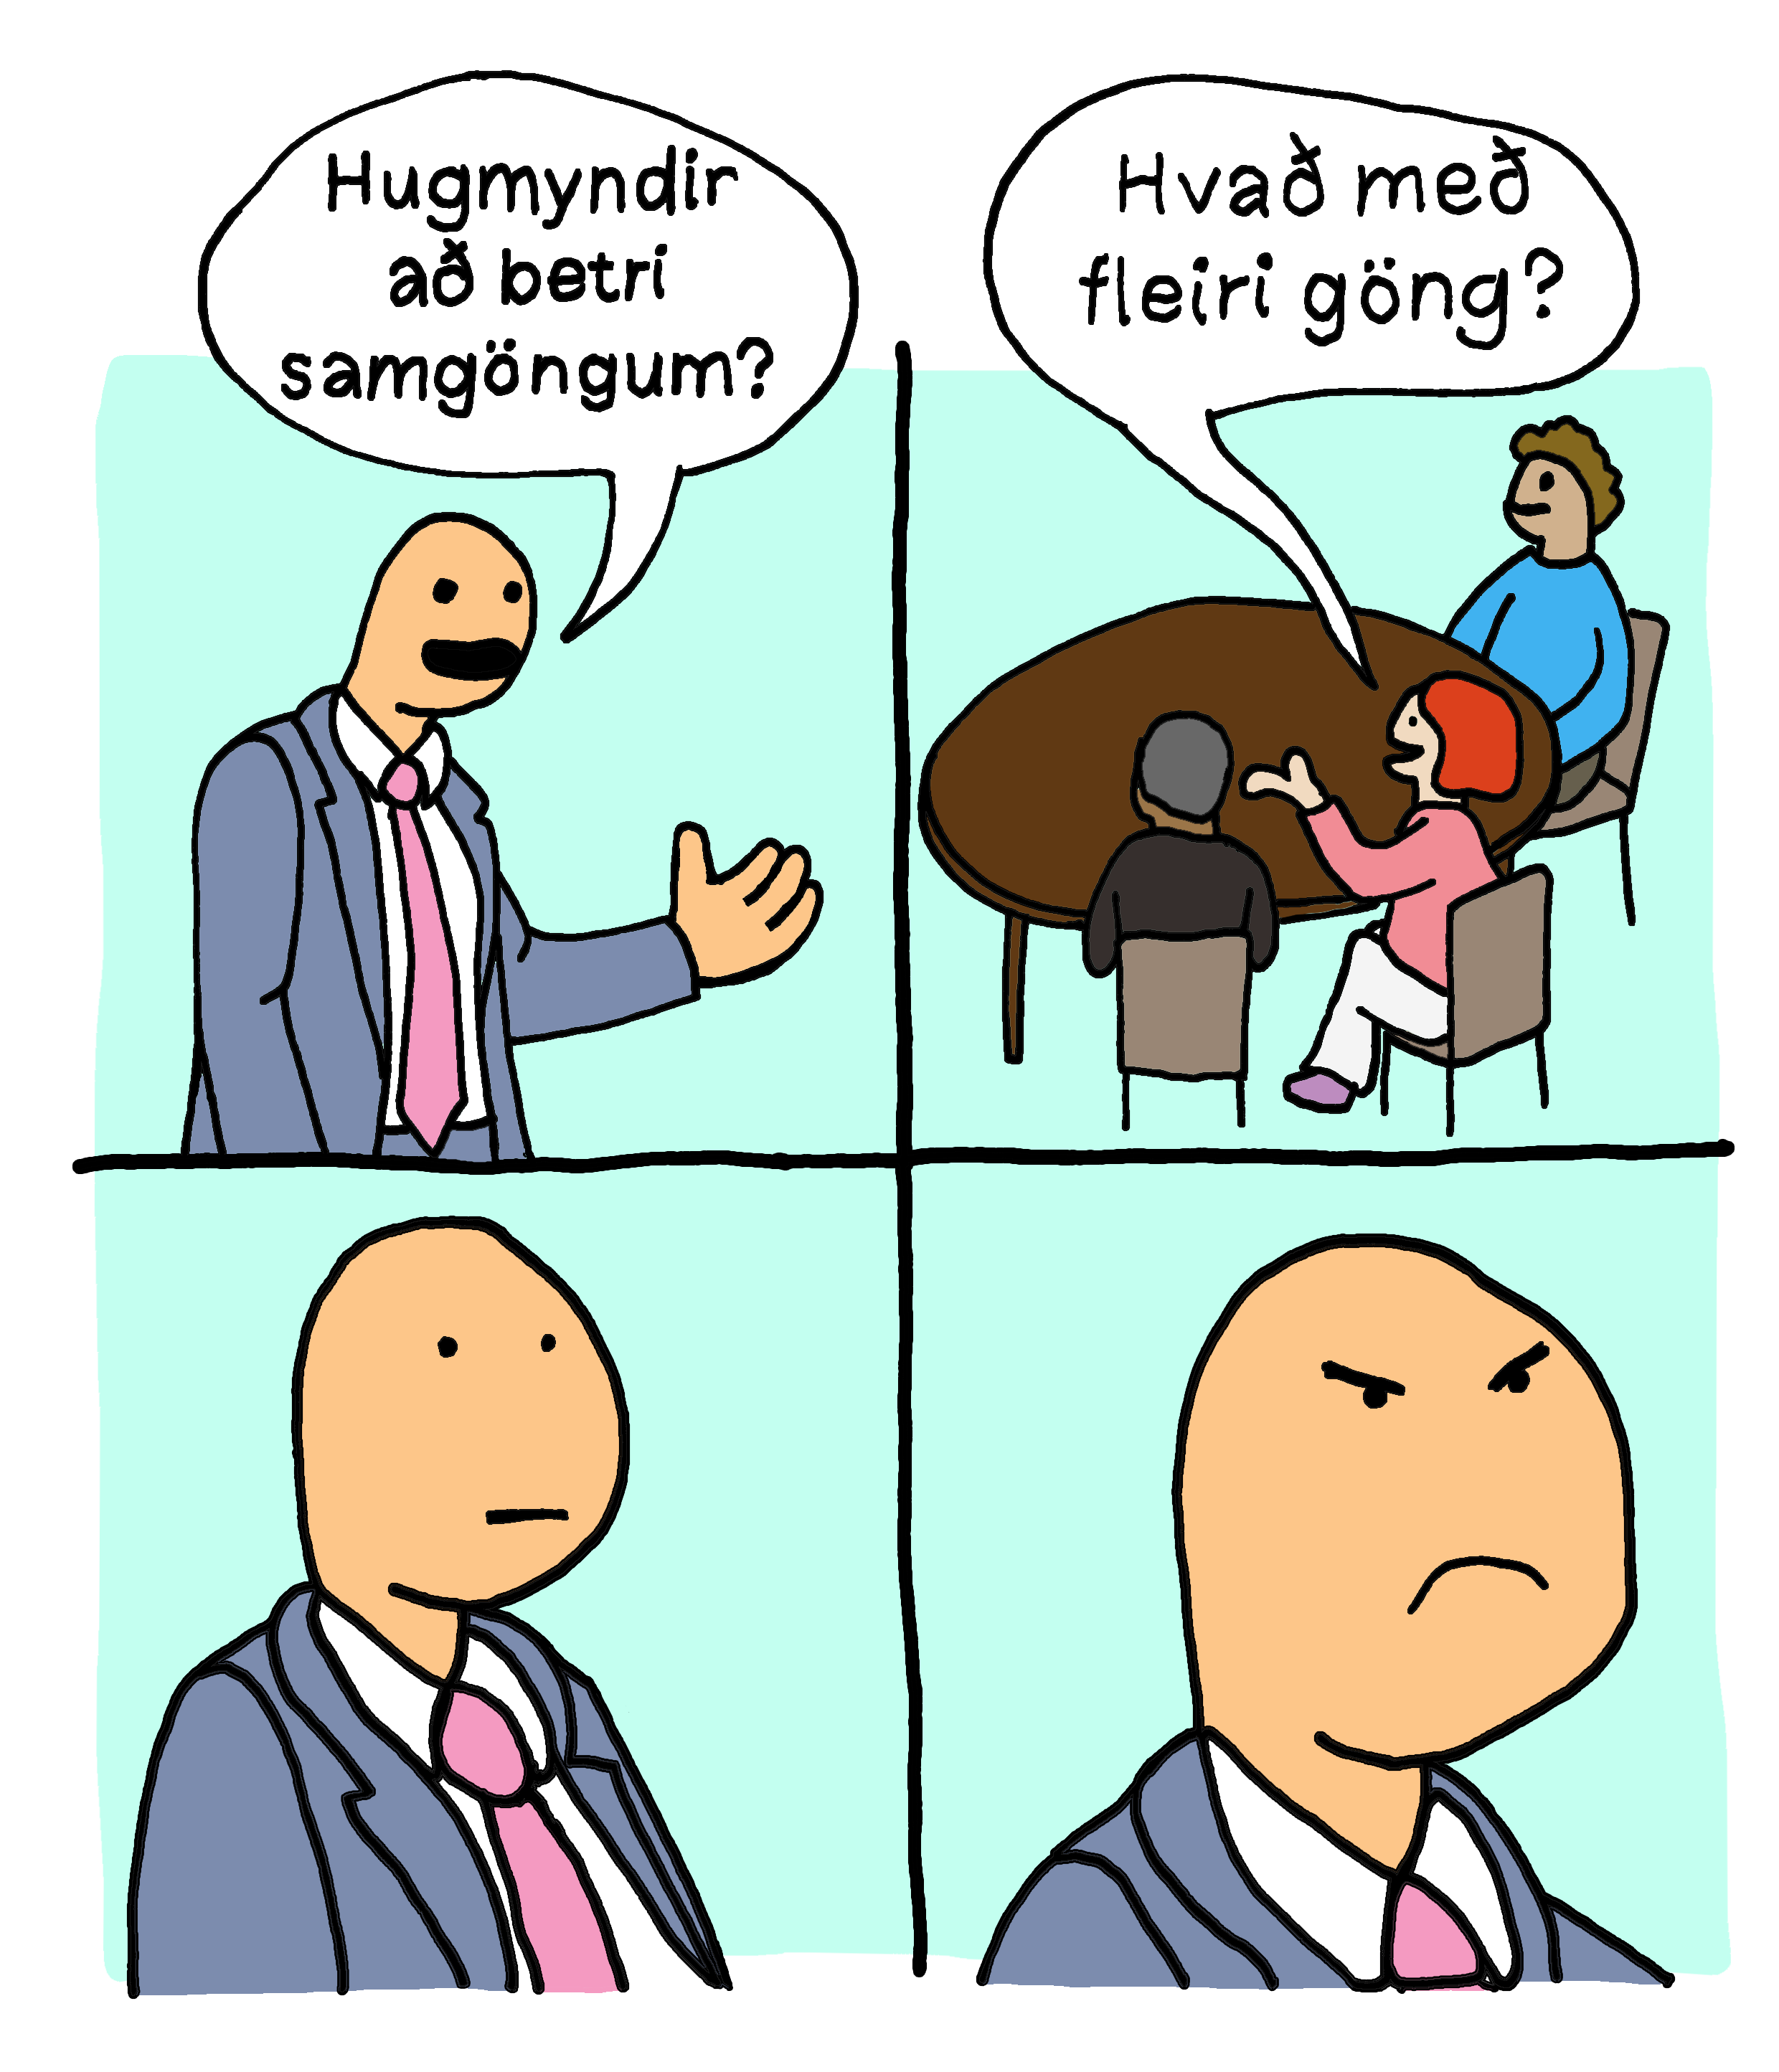 Hugmyndir
að betri
samgöngum?
Hvað með
fleiri göng?